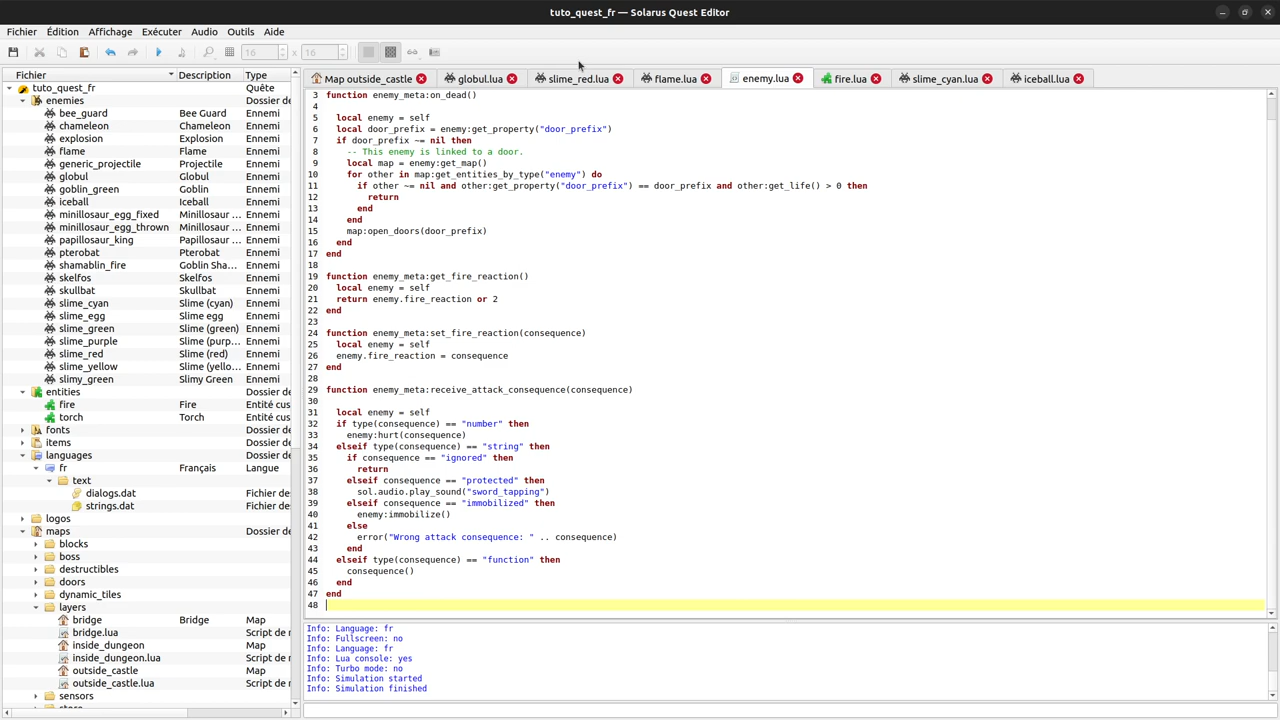 tuto_quest_fr — Solarus Quest Editor
Fichier Édition Affichage Exécuter Audio Outils Aide
16 x 16
Fichier Description Type
tuto_quest_fr Quête
enemies Dossier de
bee_guard Bee Guard Ennemi
chameleon Chameleon Ennemi
explosion Explosion Ennemi
flame Flame Ennemi
generic_projectile Projectile Ennemi
globul Globul Ennemi
goblin_green Goblin Ennemi
iceball Iceball Ennemi
minillosaur_egg_fixed Minillosaur ... Ennemi
minillosaur_egg_thrown Minillosaur ... Ennemi
papillosaur_king Papillosaur ... Ennemi
pterobat Pterobat Ennemi
shamablin_fire Goblin Sha... Ennemi
skelfos Skelfos Ennemi
skullbat Skullbat Ennemi
slime_cyan Slime (cyan) Ennemi
slime_egg Slime egg Ennemi
slime_green Slime (green) Ennemi
slime_purple Slime (purp... Ennemi
slime_red Slime (red) Ennemi
slime_yellow Slime (yello... Ennemi
slimy_green Slimy Green Ennemi
entities Dossier de
fire Fire Entité cus
torch Torch Entité cus
fonts Dossier de
items Dossier de
languages Dossier de
fr Français Langue
text Dossier de
dialogs.dat Fichier de
strings.dat Fichier de
logos Dossier de
maps Dossier de
blocks Dossier de
boss Dossier de
destructibles Dossier de
doors Dossier de
dynamic_tiles Dossier de
layers Dossier de
bridge Bridge Map
bridge.lua Script de r
inside_dungeon Map
inside_dungeon.lua Script de r
outside_castle Map
outside_castle.lua Script de r
sensors Dossier de
Map outside_castle globul.lua slime_red.lua flame.lua enemy.lua fire.lua slime_cyan.lua iceball.lua
3 function enemy_meta:on_dead()
4
5 local enemy = self
6 local door_prefix = enemy:get_property("door_prefix")
7 if door_prefix ~= nil then
8 -- This enemy is linked to a door.
9 local map = enemy:get_map()
10 for other in map:get_entities_by_type("enemy") do
11 if other ~= nil and other:get_property("door_prefix") == door_prefix and other:get_life() > 0 then
12 return
13 end
14 end
15 map:open_doors(door_prefix)
16 end
17 end
18
19 function enemy_meta:get_fire_reaction()
20 local enemy = self
21 return enemy.fire_reaction or 2
22 end
23
24 function enemy_meta:set_fire_reaction(consequence)
25 local enemy = self
26 enemy.fire_reaction = consequence
27 end
28
29 function enemy_meta:receive_attack_consequence(consequence)
30
31 local enemy = self
32 if type(consequence) == "number" then
33 enemy:hurt(consequence)
34 elseif type(consequence) == "string" then
35 if consequence == "ignored" then
36 return
37 elseif consequence == "protected" then
38 sol.audio.play_sound("sword_tapping")
39 elseif consequence == "immobilized" then
40 enemy:immobilize()
41 else
42 error("Wrong attack consequence: " .. consequence)
43 end
44 elseif type(consequence) == "function" then
45 consequence()
46 end
47 end
48
Info: Language: fr
Info: Fullscreen: no
Info: Language: fr
Info: Lua console: yes
Info: Turbo mode: no
Info: Simulation started
Info: Simulation finished